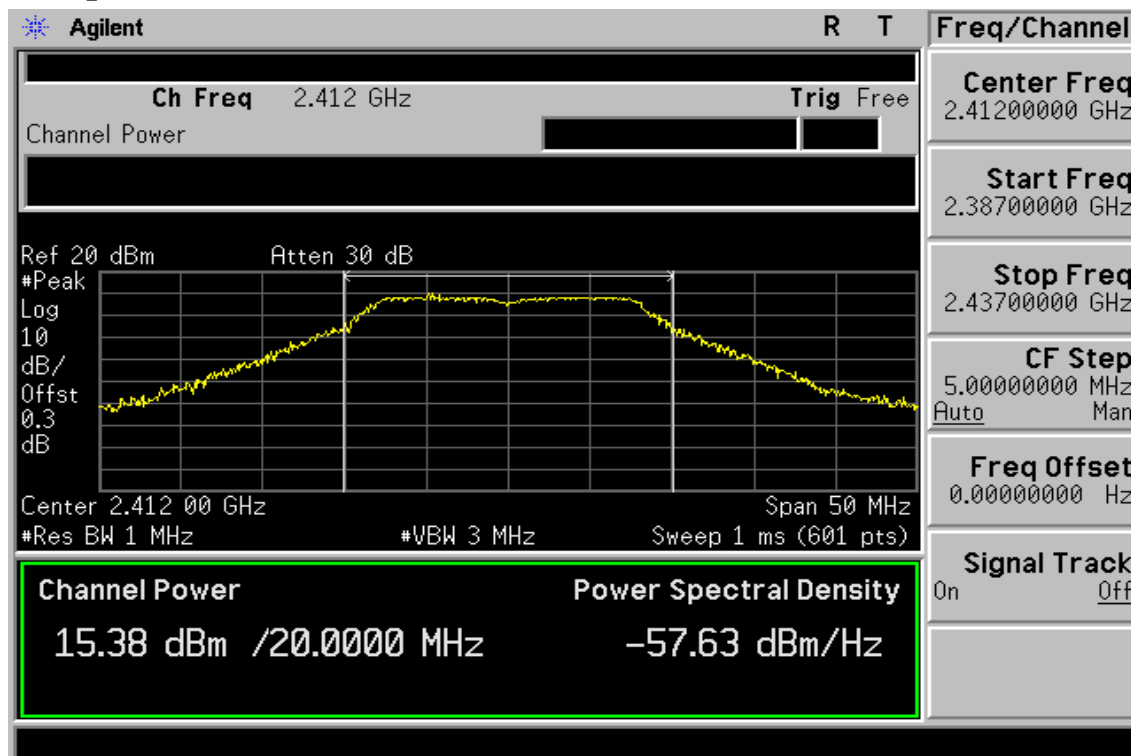 Agilent R T Freq/Channel
Ch Freq 2.412 GHz Trig Free
Channel Power
Center Freq
2.41200000 GHz
Start Freq
2.38700000 GHz
Stop Freq
2.43700000 GHz
CF Step
5.00000000 MHz
Auto Man
Freq Offset
0.00000000 Hz
Signal Track
On Off
Ref 20 dBm Atten 30 dB
#Peak
Log
10
dB/
Offst
0.3
dB
Center 2.412 00 GHz Span 50 MHz
#Res BW 1 MHz #VBW 3 MHz Sweep 1 ms (601 pts)
Channel Power Power Spectral Density
15.38 dBm /20.0000 MHz -57.63 dBm/Hz